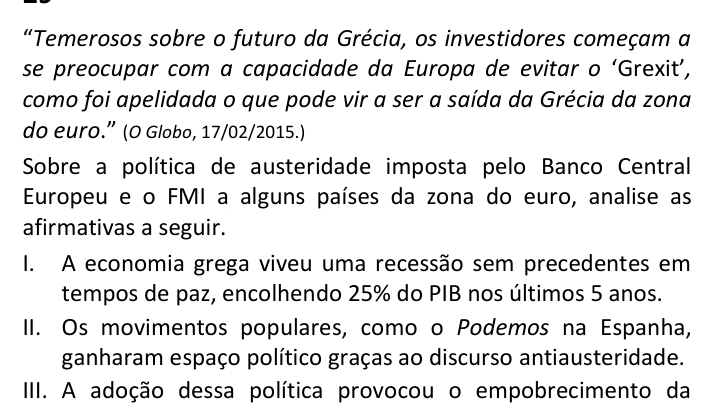 “Temerosos sobre o futuro da Grécia, os investidores começam a
se preocupar com a capacidade da Europa de evitar o ‘Grexit’,
como foi apelidada o que pode vir a ser a saída da Grécia da zona
do euro.” (O Globo, 17/02/2015.)
Sobre a política de austeridade imposta pelo Banco Central
Europeu e o FMI a alguns países da zona do euro, analise as
afirmativas a seguir.
I. A economia grega viveu uma recessão sem precedentes em
tempos de paz, encolhendo 25% do PIB nos últimos 5 anos.
II. Os movimentos populares, como o Podemos na Espanha,
ganharam espaço político graças ao discurso antiausteridade.
III. A adoção dessa política provocou o empobrecimento da